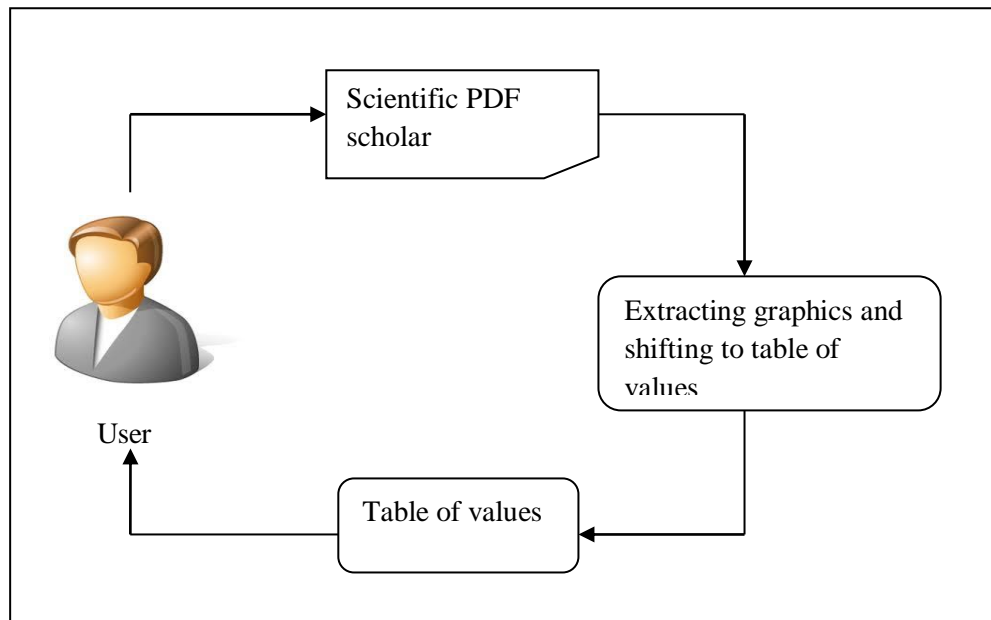 Scientific PDF
scholar
Extracting graphics and
shifting to table of
values
User
Table of values